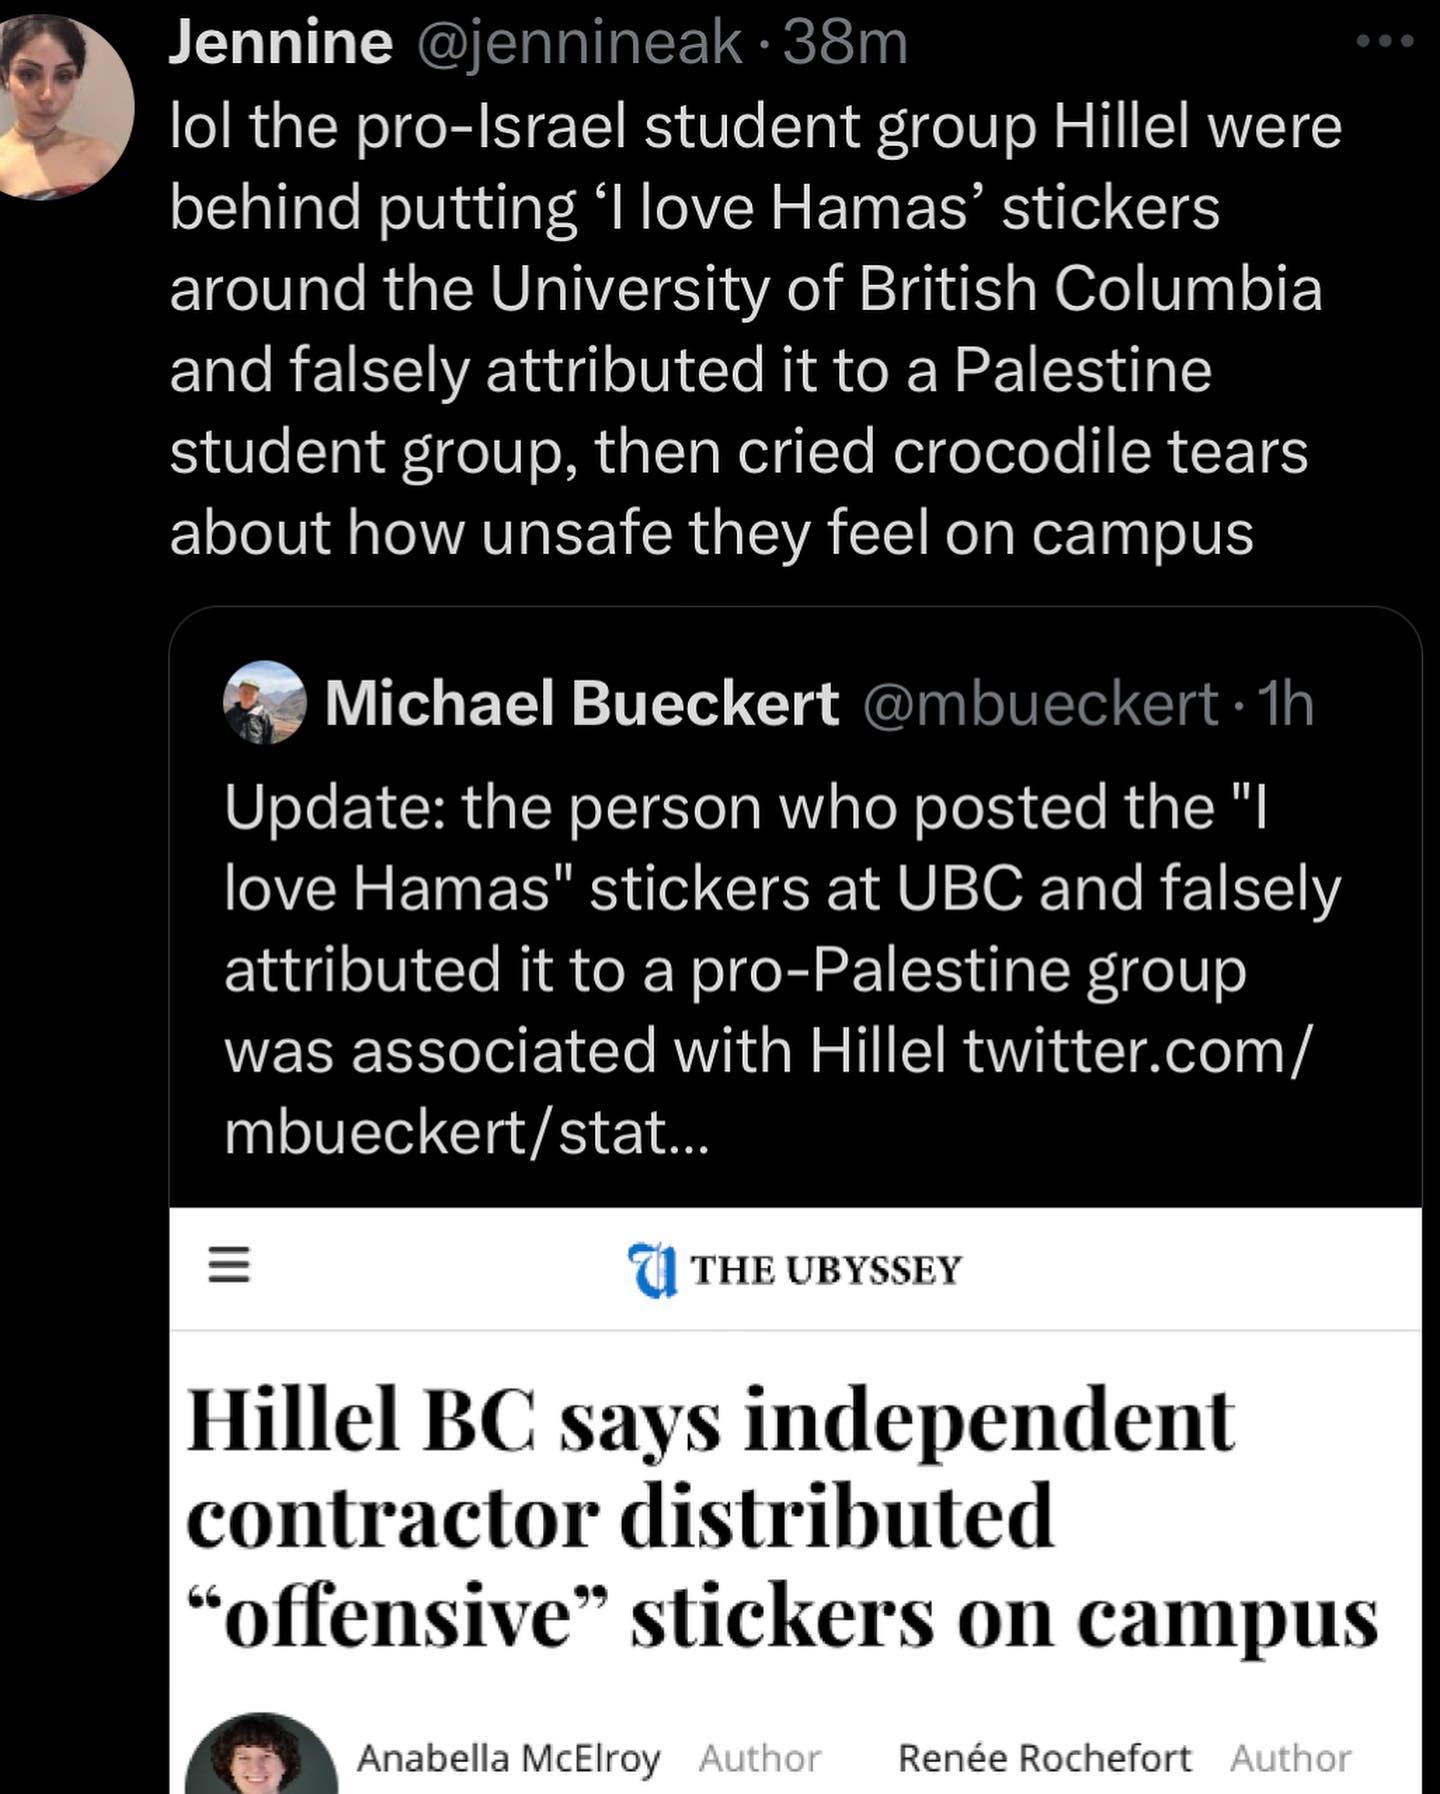 Jennine @jennineak · 38m
lol the pro-Israel student group Hillel were
behind putting ‘I love Hamas’ stickers
around the University of British Columbia
and falsely attributed it to a Palestine
student group, then cried crocodile tears
about how unsafe they feel on campus
Michael Bueckert @mbueckert · 1h
Update: the person who posted the "I
love Hamas" stickers at UBC and falsely
attributed it to a pro-Palestine group
was associated with Hillel twitter.com/
mbueckert/stat...
THE UBYSSEY
Hillel BC says independent
contractor distributed
“offensive” stickers on campus
Anabella McElroy Author Renée Rochefort Author